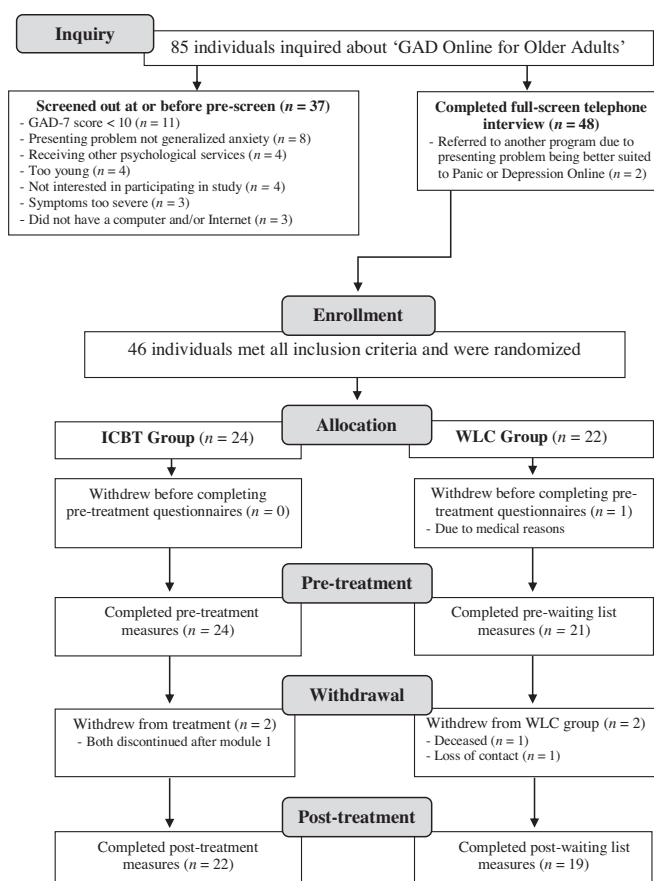 Inquiry
85 individuals inquired about ‘GAD Online for Older Adults’
Screened out at or before pre-screen (n = 37)
- GAD-7 score < 10 (n = 11)
- Presenting problem not generalized anxiety (n = 8)
- Receiving other psychological services (n = 4)
- Too young (n = 4)
- Not interested in participating in study (n = 4)
- Symptoms too severe (n = 3)
- Did not have a computer and/or Internet (n = 3)
Completed full-screen telephone
interview (n = 48)
- Referred to another program due to
presenting problem being better suited
to Panic or Depression Online (n = 2)
Enrollment
46 individuals met all inclusion criteria and were randomized
Allocation
ICBT Group (n = 24)
WLC Group (n = 22)
Withdrew before completing
pre-treatment questionnaires (n = 0)
Withdrew before completing pre-
treatment questionnaires (n = 1)
- Due to medical reasons
Pre-treatment
Completed pre-treatment
measures (n = 24)
Completed pre-waiting list
measures (n = 21)
Withdrawal
Withdrew from treatment (n = 2)
- Both discontinued after module 1
Withdrew from WLC group (n = 2)
- Deceased (n = 1)
- Loss of contact (n = 1)
Post-treatment
Completed post-treatment
measures (n = 22)
Completed post-waiting list
measures (n = 19)